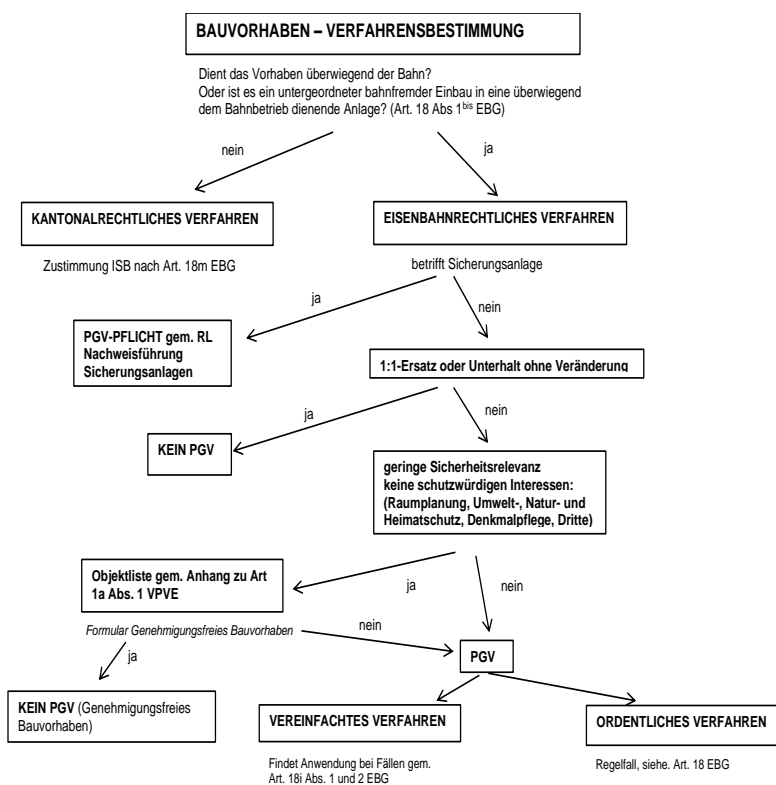 BAUVORHABEN – VERFAHRENSBESTIMMUNG
Dient das Vorhaben überwiegend der Bahn?
Oder ist es ein untergeordneter bahnfremder Einbau in eine überwiegend
dem Bahnbetrieb dienende Anlage? (Art. 18 Abs 1bis EBG)
nein
ja
KANTONALRECHTLICHES VERFAHREN
EISENBAHNRECHTLICHES VERFAHREN
Zustimmung ISB nach Art. 18m EBG
betrifft Sicherungsanlage
ja
nein
PGV-PFLICHT gem. RL
Nachweisführung
Sicherungsanlagen
1:1-Ersatz oder Unterhalt ohne Veränderung
ja
nein
KEIN PGV
geringe Sicherheitsrelevanz
keine schutzwürdigen Interessen:
(Raumplanung, Umwelt-, Natur- und
Heimatschutz, Denkmalpflege, Dritte)
Objektliste gem. Anhang zu Art
1a Abs. 1 VPVE
ja
nein
Formular Genehmigungsfreies Bauvorhaben
nein
ja
PGV
KEIN PGV (Genehmigungsfreies
Bauvorhaben)
VEREINFACHTES VERFAHREN
ORDENTLICHES VERFAHREN
Findet Anwendung bei Fällen gem.
Art. 18i Abs. 1 und 2 EBG
Regelfall, siehe. Art. 18 EBG